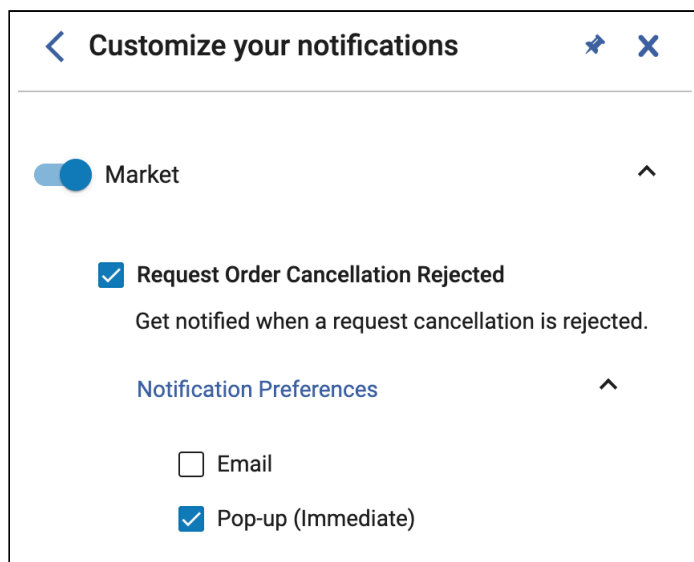 Customize your notifications
Market
Request Order Cancellation Rejected
Get notified when a request cancellation is rejected.
Notification Preferences
Email
Pop-up (Immediate)